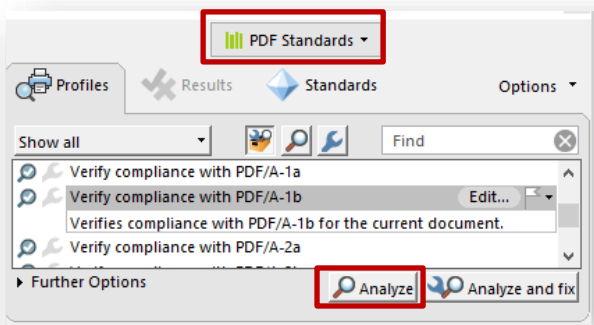 PDF Standards
Profiles Results Standards Options
Show all Find
Verify compliance with PDF/A-1a
Verify compliance with PDF/A-1b Edit...
Verifies compliance with PDF/A-1b for the current document.
Verify compliance with PDF/A-2a
Further Options Analyze Analyze and fix